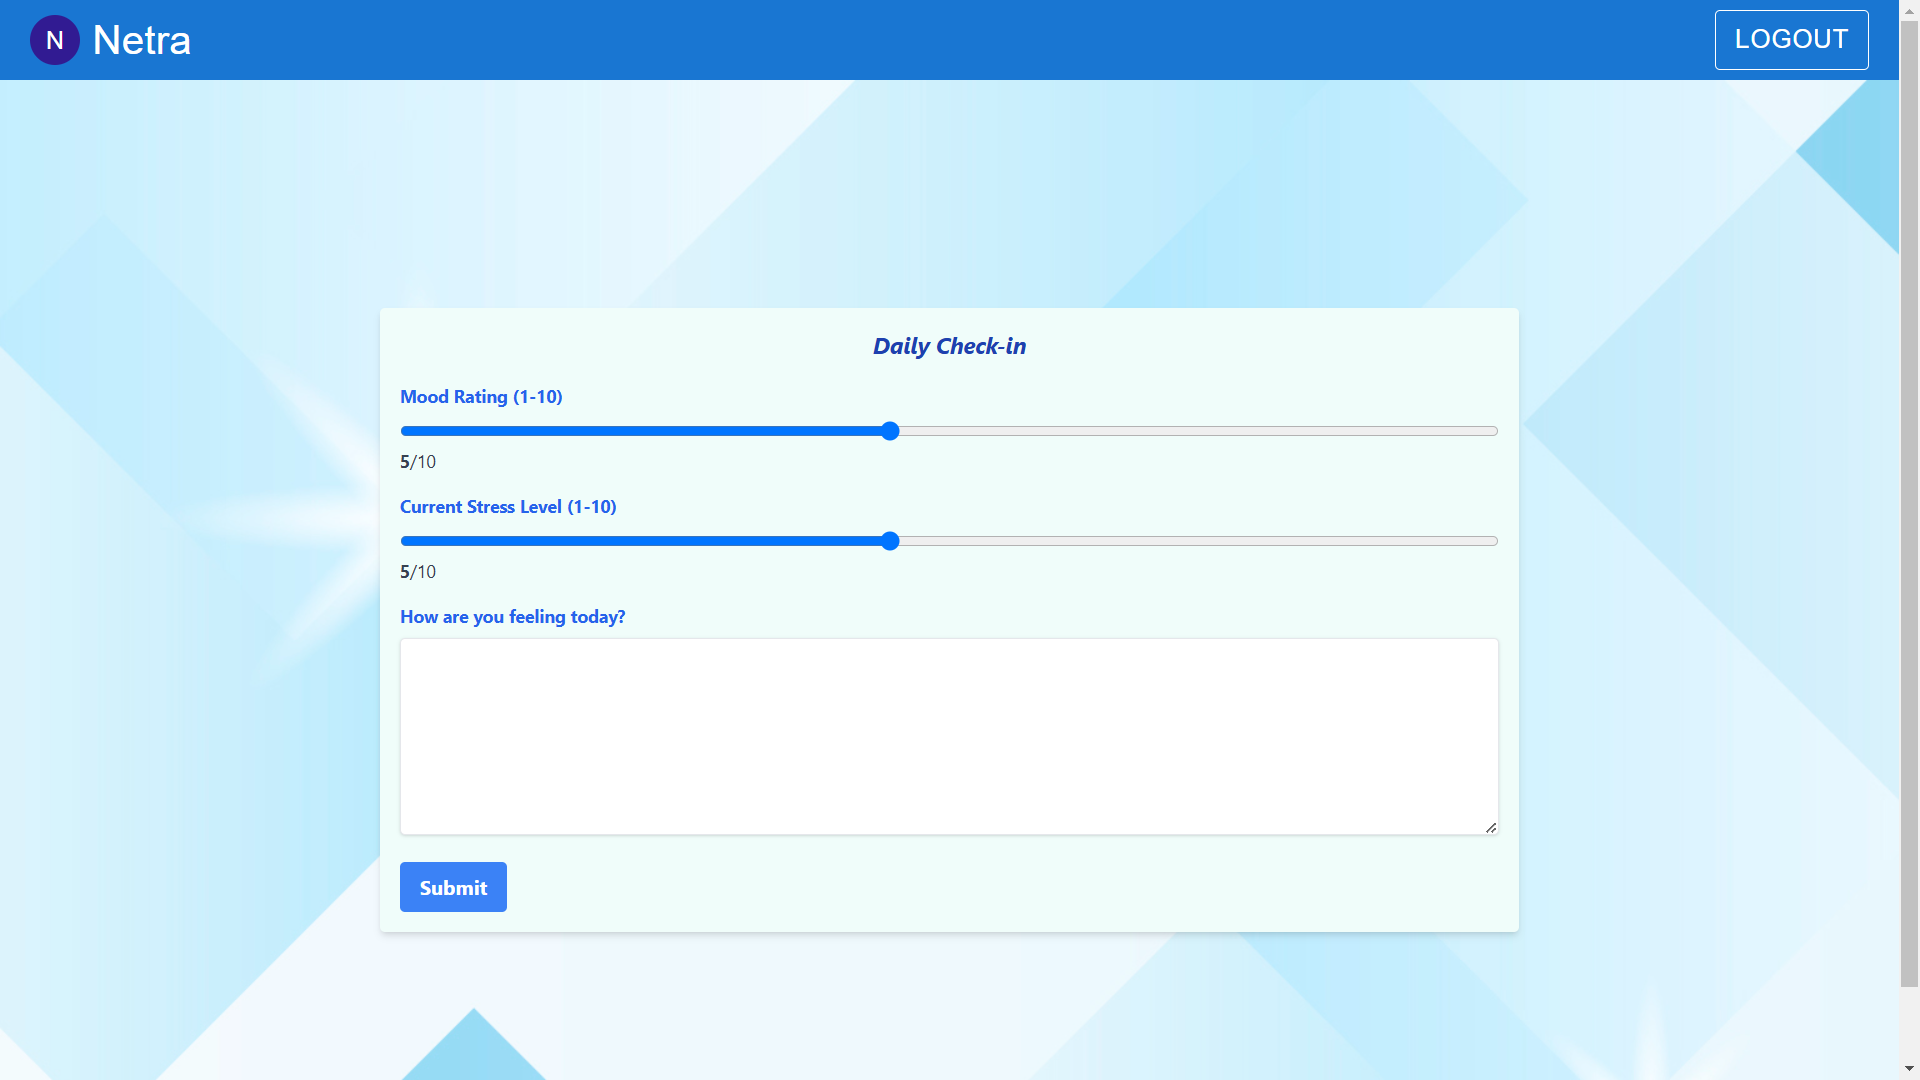 N Netra LOGOUT
Daily Check-in
Mood Rating (1-10)
5/10
Current Stress Level (1-10)
5/10
How are you feeling today?
Submit